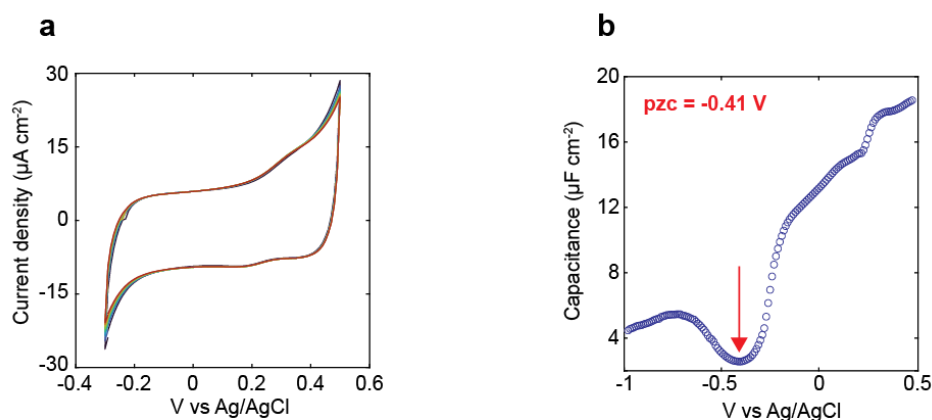 a
30
15
0
-15
-30
-0.4
-0.2
0
0.2
0.4
0.6
Current density (µA cm⁻²)
V vs Ag/AgCl
b
20
16
12
8
4
-1
-0.5
0
0.5
pzc = -0.41 V
Capacitance (µF cm⁻²)
V vs Ag/AgCl